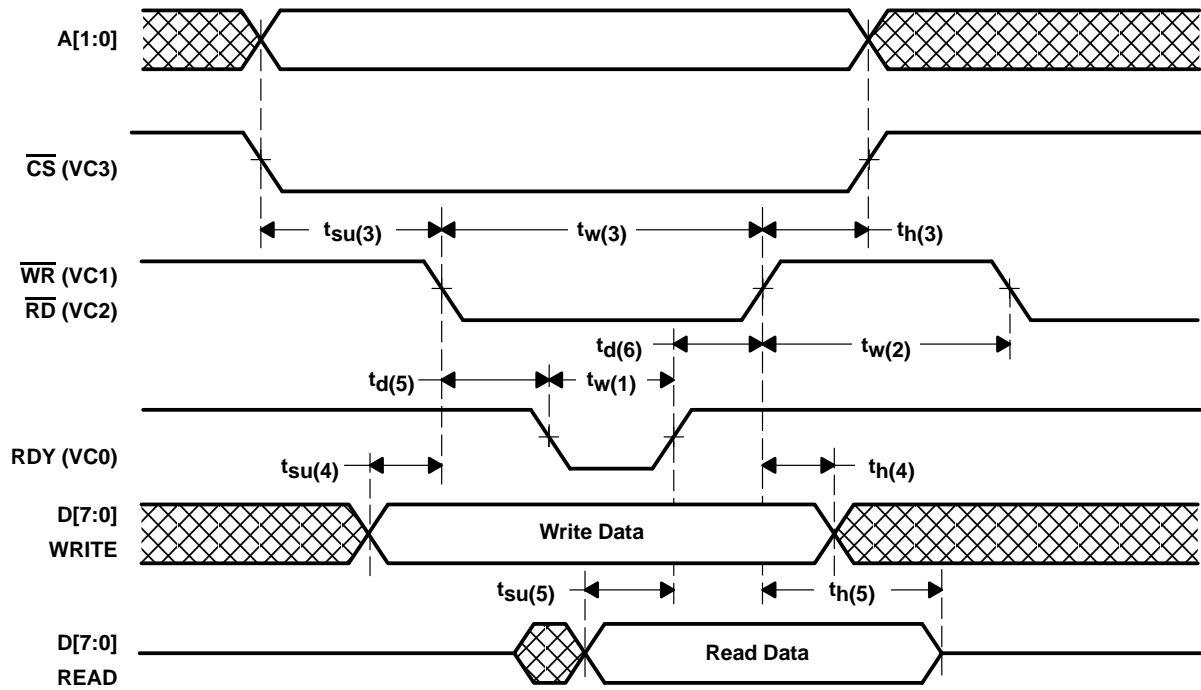 A[1:0]
CS (VC3)
tsu(3)
tw(3)
th(3)
WR (VC1)
RD (VC2)
td(6)
tw(2)
td(5)
tw(1)
RDY (VC0)
tsu(4)
th(4)
D[7:0]
WRITE
Write Data
tsu(5)
th(5)
D[7:0]
READ
Read Data